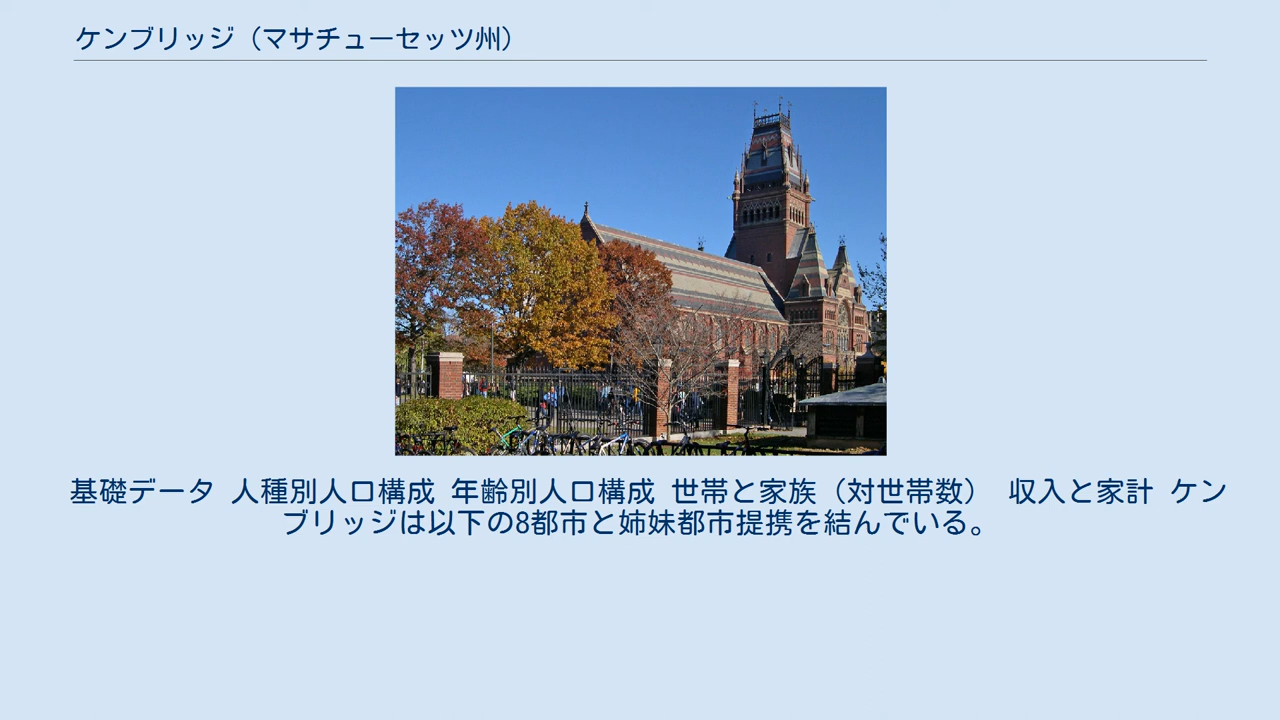 ケンブリッジ（マサチューセッツ州）
基礎データ 人種別人口構成 年齢別人口構成 世帯と家族（対世帯数） 収入と家計 ケン
ブリッジは以下の8都市と姉妹都市提携を結んでいる。